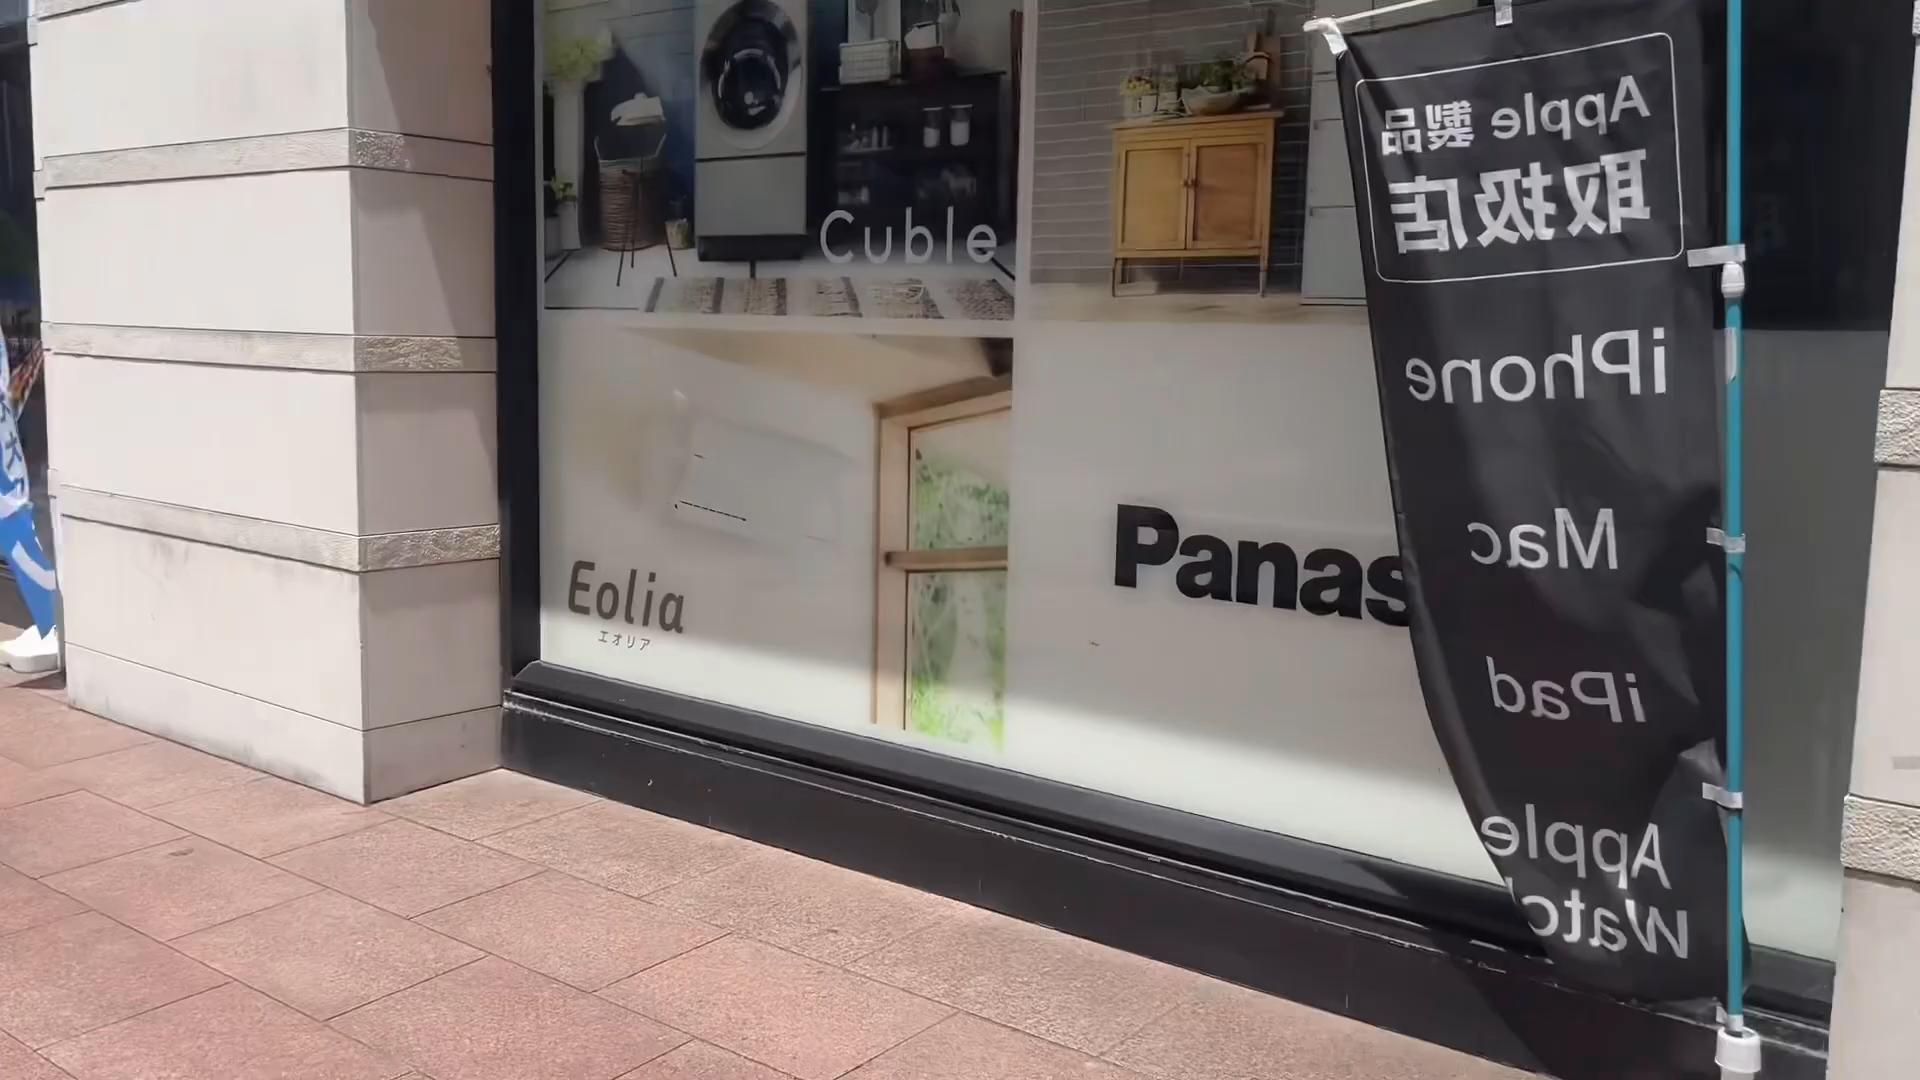 Cuble
Eolia
エオリア
Panas
Apple 製品
取扱店
iPhone
Mac
iPad
Apple
Watc